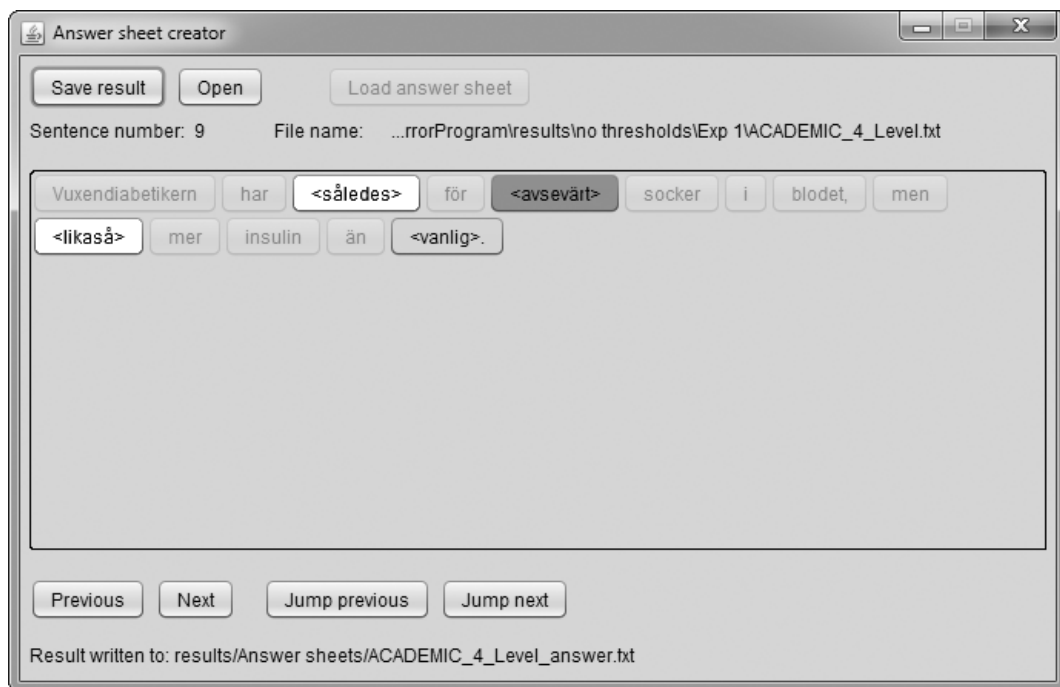 Answer sheet creator
Save result Open Load answer sheet
Sentence number: 9 File name: ...rrorProgram\results\no thresholds\Exp 1\ACADEMIC_4_Level.txt
Vuxendiabetikern har <således> för <avsevärt> socker i blodet, men
<likaså> mer insulin än <vanlig>.
Previous Next Jump previous Jump next
Result written to: results/Answer sheets/ACADEMIC_4_Level_answer.txt